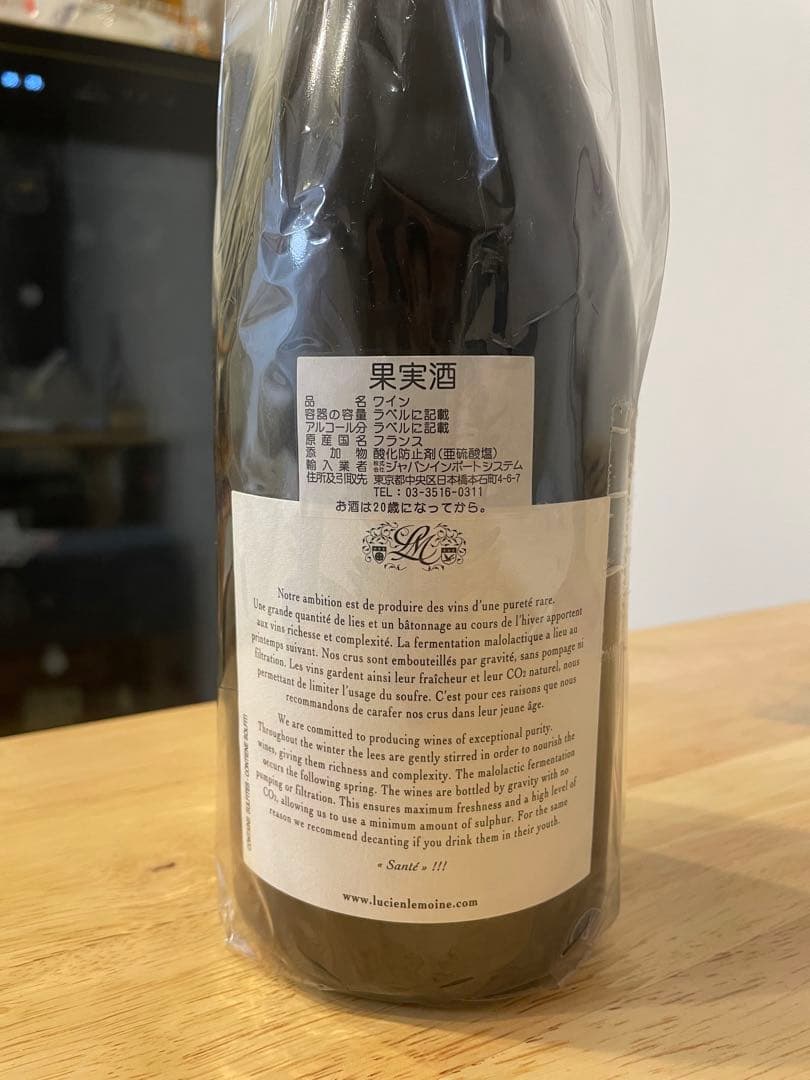 果実酒
品名 ワイン
容器の容量 ラベルに記載
アルコール分 ラベルに記載
原産国名 フランス
添加物 酸化防止剤(亜硫酸塩)
輸入業者 株式会社ジャパンインポートシステム
住所及引取先 東京都中央区日本橋本石町4-6-7
TEL：03-3516-0311
お酒は20歳になってから。
LM
Notre ambition est de produire des vins d'une pureté rare.
Une grande quantité de lies et un bâtonnage au cours de l'hiver apportent
aux vins richesse et complexité. La fermentation malolactique a lieu au
printemps suivant. Nos crus sont embouteillés par gravité, sans pompage ni
filtration. Les vins gardent ainsi leur fraîcheur et leur CO₂ naturel, nous
permettant de limiter l'usage du soufre. C'est pour ces raisons que nous
recommandons de carafer nos crus dans leur jeune âge.
We are committed to producing wines of exceptional purity.
Throughout the winter the lees are gently stirred in order to nourish the
wines, giving them richness and complexity. The malolactic fermentation
occurs the following spring. The wines are bottled by gravity with no
pumping or filtration. This ensures maximum freshness and a high level of
CO₂, allowing us to use a minimum amount of sulphur. For the same
reason we recommend decanting if you drink them in their youth.
« Santé » !!!
www.lucienlemoine.com
CONTAINS SULFITES - CONTIENE SOLFITI